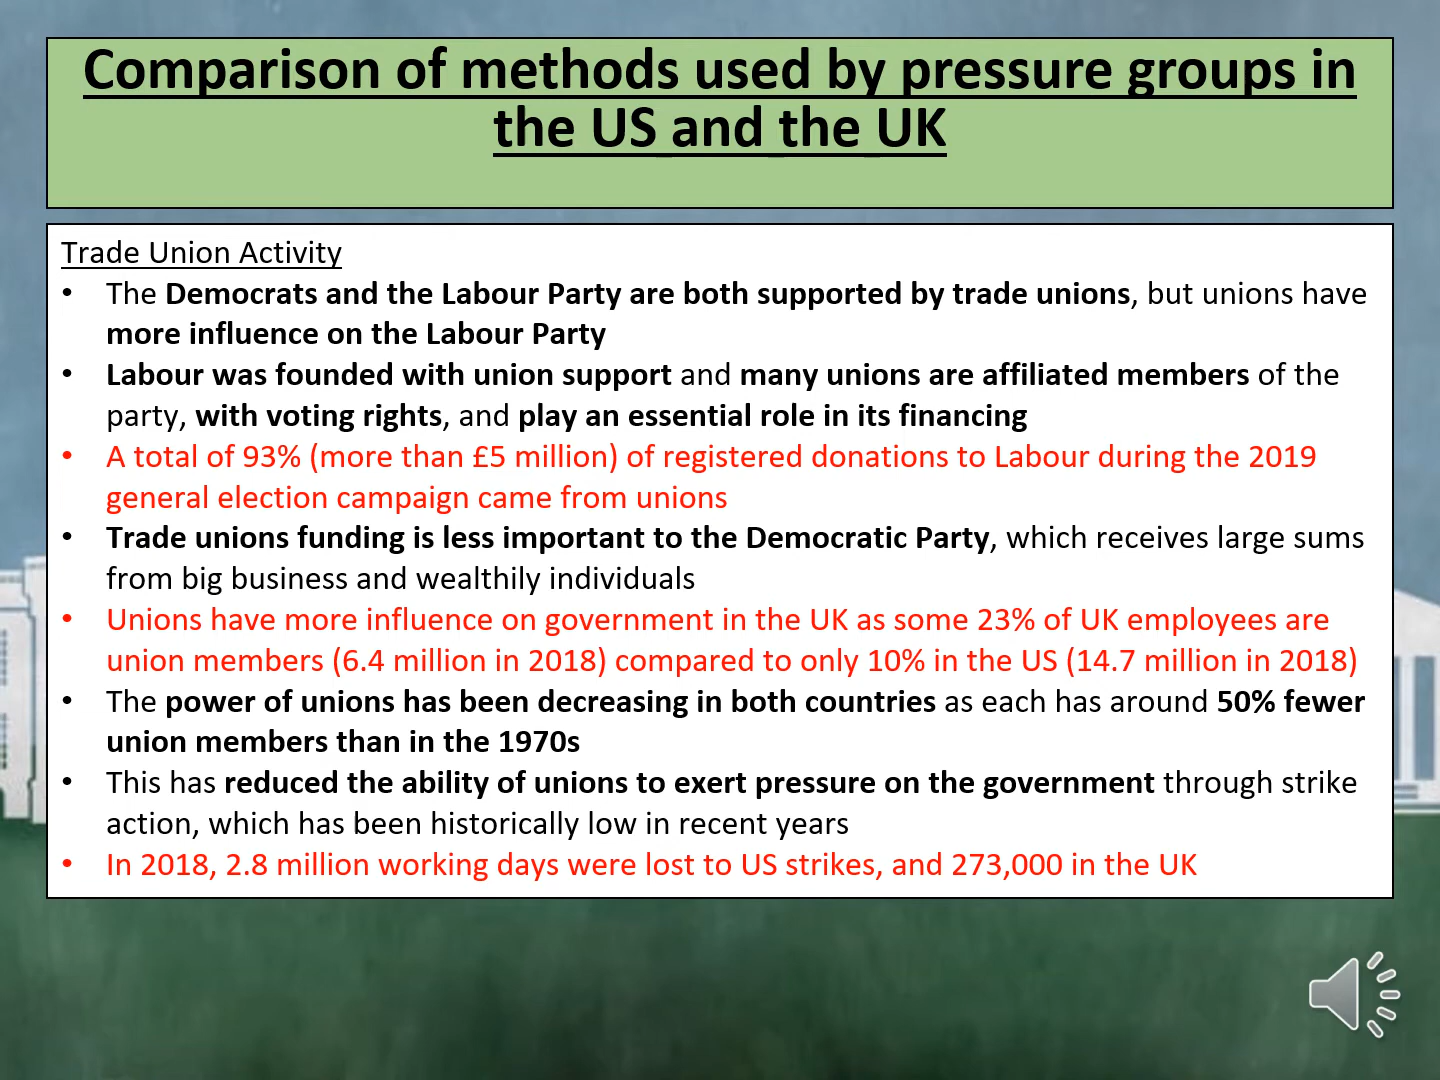 Comparison of methods used by pressure groups in
the US and the UK
Trade Union Activity
• The Democrats and the Labour Party are both supported by trade unions, but unions have
more influence on the Labour Party
• Labour was founded with union support and many unions are affiliated members of the
party, with voting rights, and play an essential role in its financing
• A total of 93% (more than £5 million) of registered donations to Labour during the 2019
general election campaign came from unions
• Trade unions funding is less important to the Democratic Party, which receives large sums
from big business and wealthily individuals
• Unions have more influence on government in the UK as some 23% of UK employees are
union members (6.4 million in 2018) compared to only 10% in the US (14.7 million in 2018)
• The power of unions has been decreasing in both countries as each has around 50% fewer
union members than in the 1970s
• This has reduced the ability of unions to exert pressure on the government through strike
action, which has been historically low in recent years
• In 2018, 2.8 million working days were lost to US strikes, and 273,000 in the UK